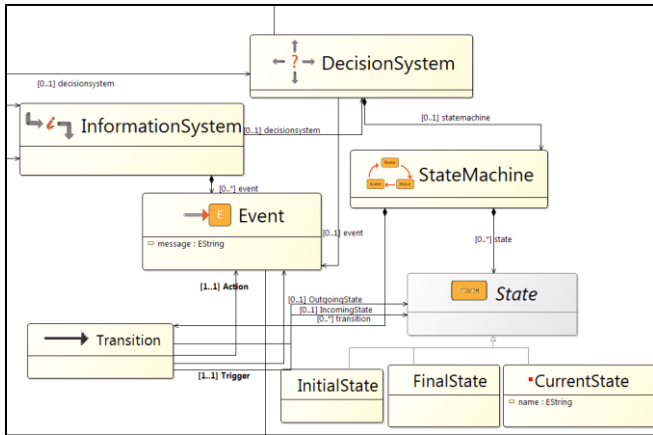 ?
DecisionSystem
[0..1] decisionsystem
i InformationSystem
[0..1] decisionsystem
[0..1] statemachine
StateMachine
[0..*] event
E Event
message : EString
[0..1] event
[0..*] state
[1..1] Action
[0..1] OutgoingState
[0..1] IncomingState
[0..*] transition
State
Transition
[1..1] Trigger
InitialState
FinalState
CurrentState
name : EString